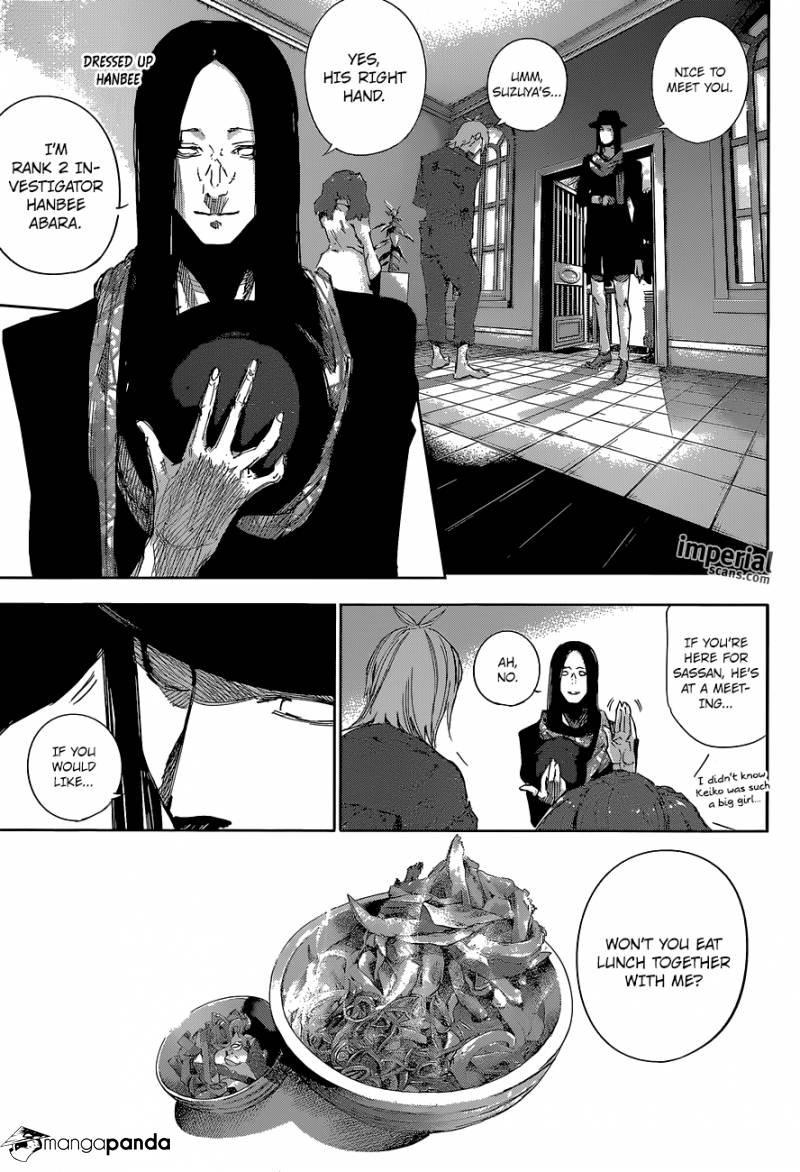 NICE TO
MEET YOU.
UMM,
SUZUYA'S...
YES,
HIS RIGHT
HAND.
DRESSED UP
HANBEE
I'M
RANK 2 IN-
VESTIGATOR
HANBEE
ABARA.
imperial
scans.com
IF YOU'RE
HERE FOR
SASSAN, HE'S
AT A MEET-
ING...
I didn't know
Keiko was such
a big girl...
AH,
NO.
IF YOU
WOULD
LIKE...
WON'T YOU EAT
LUNCH TOGETHER
WITH ME?
mangapanda